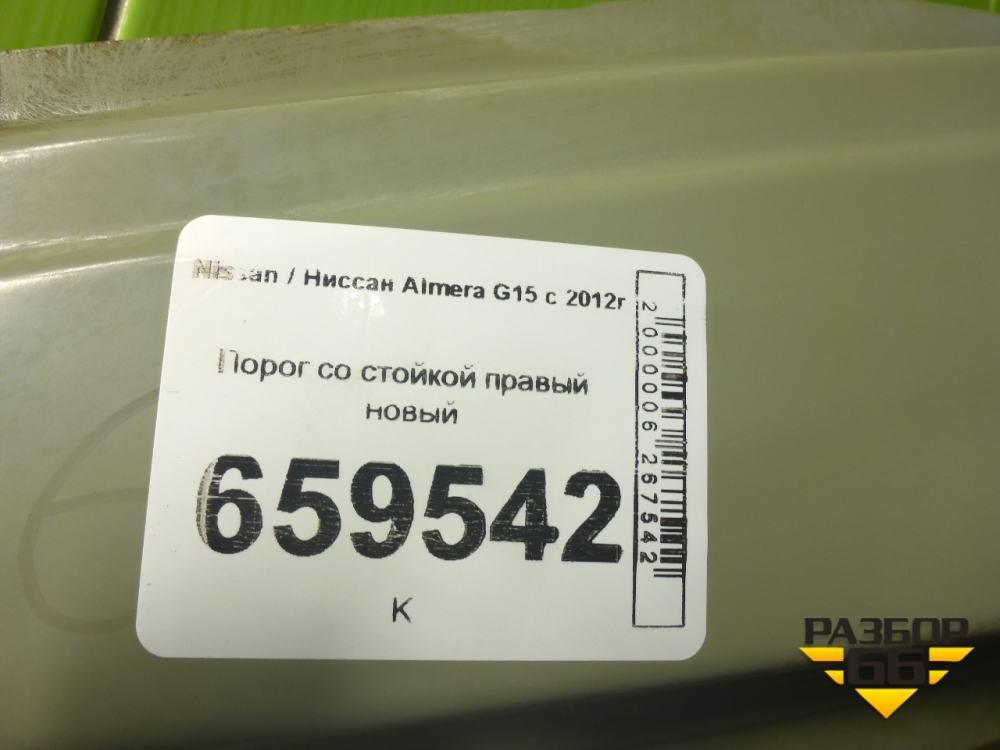 Nissan / Ниссан Almera G15 с 2012г
Порог со стойкой правый
новый
659542
К
2000006267542
РАЗБОР
66